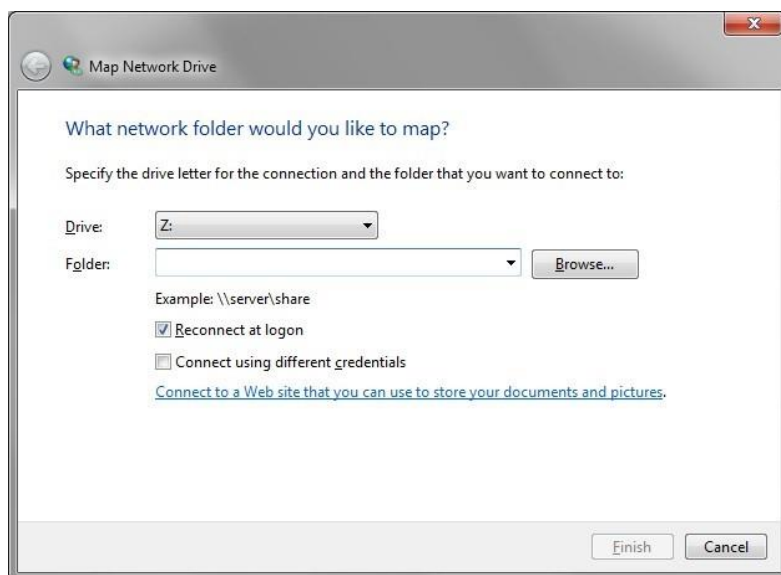 Map Network Drive
What network folder would you like to map?
Specify the drive letter for the connection and the folder that you want to connect to:
Drive: Z:
Folder: Browse...
Example: \\server\share
Reconnect at logon
Connect using different credentials
Connect to a Web site that you can use to store your documents and pictures.
Finish Cancel